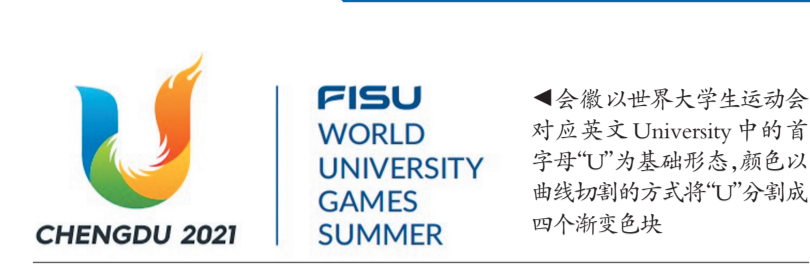 CHENGDU 2021
FISU
WORLD
UNIVERSITY
GAMES
SUMMER
◀会徽以世界大学生运动会
对应英文University中的首
字母“U”为基础形态,颜色以
曲线切割的方式将“U”分割成
四个渐变色块